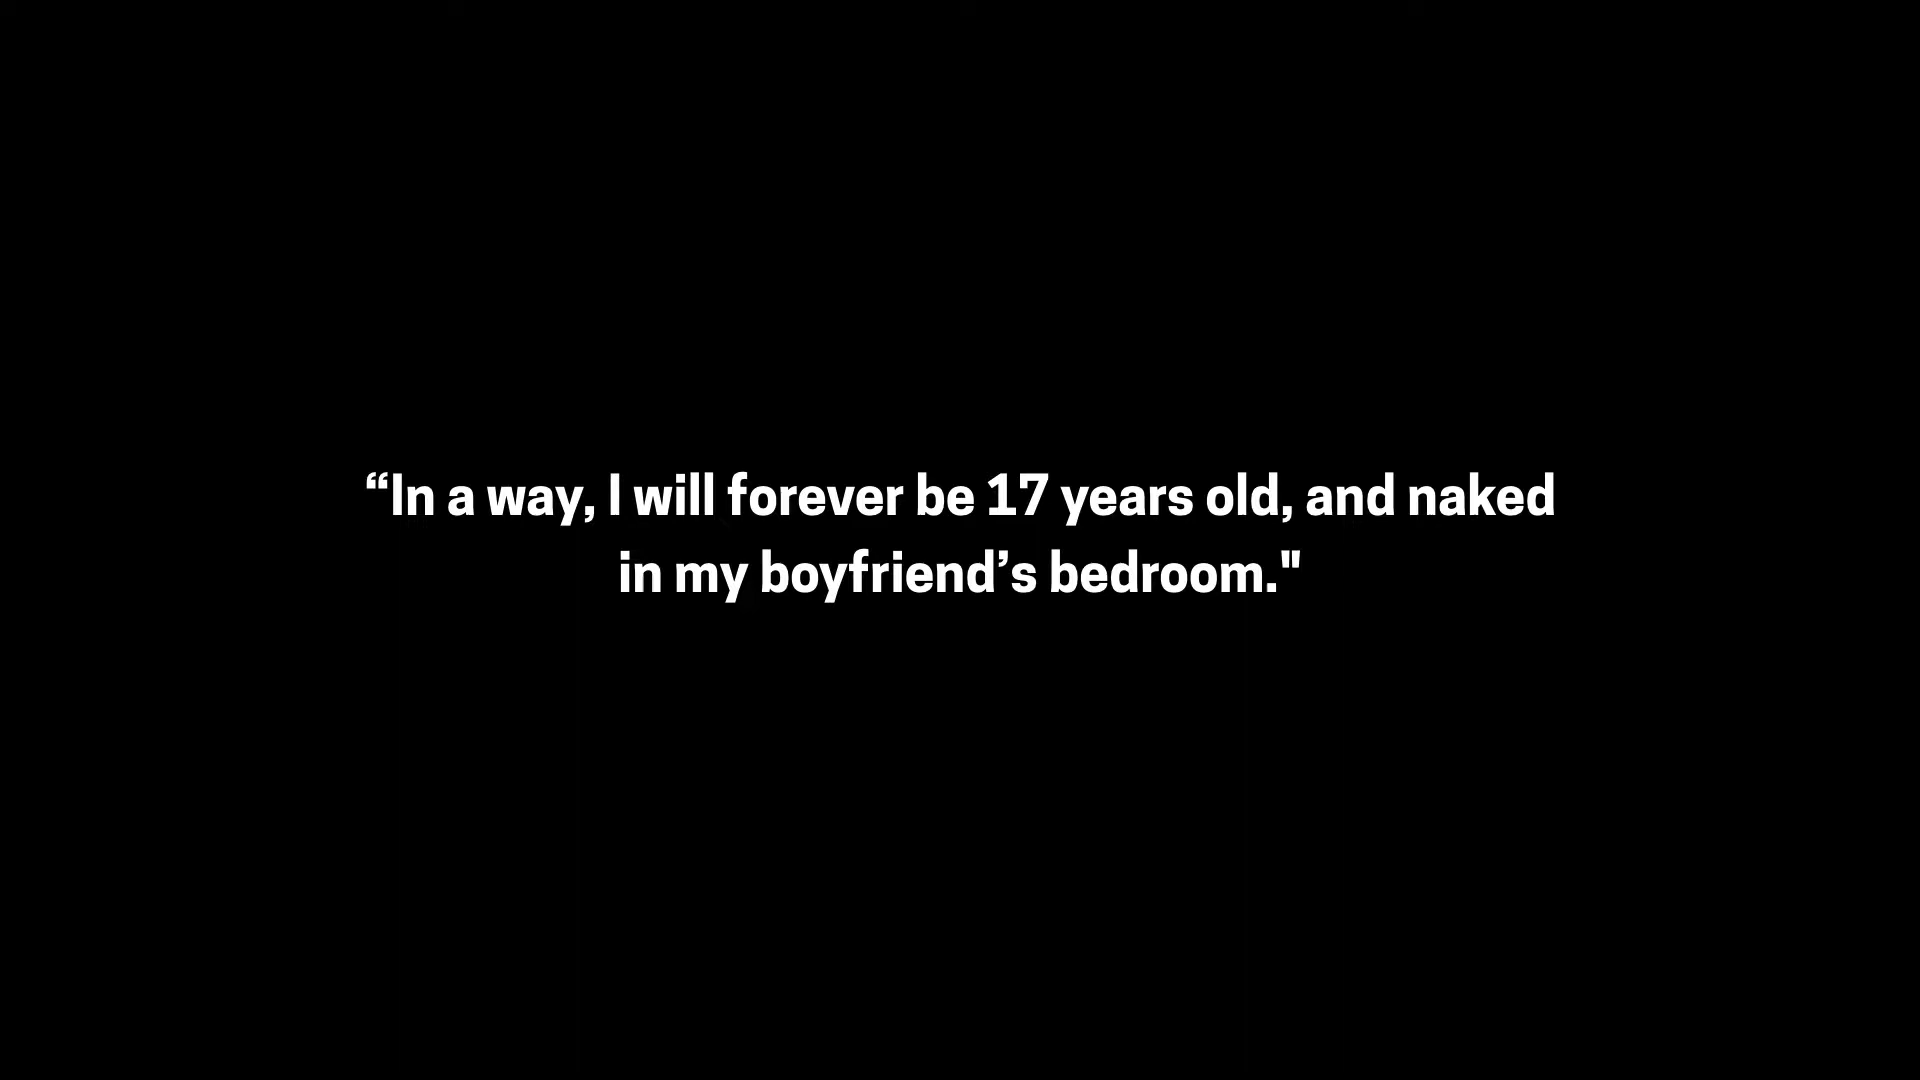 “In a way, I will forever be 17 years old, and naked
in my boyfriend’s bedroom."